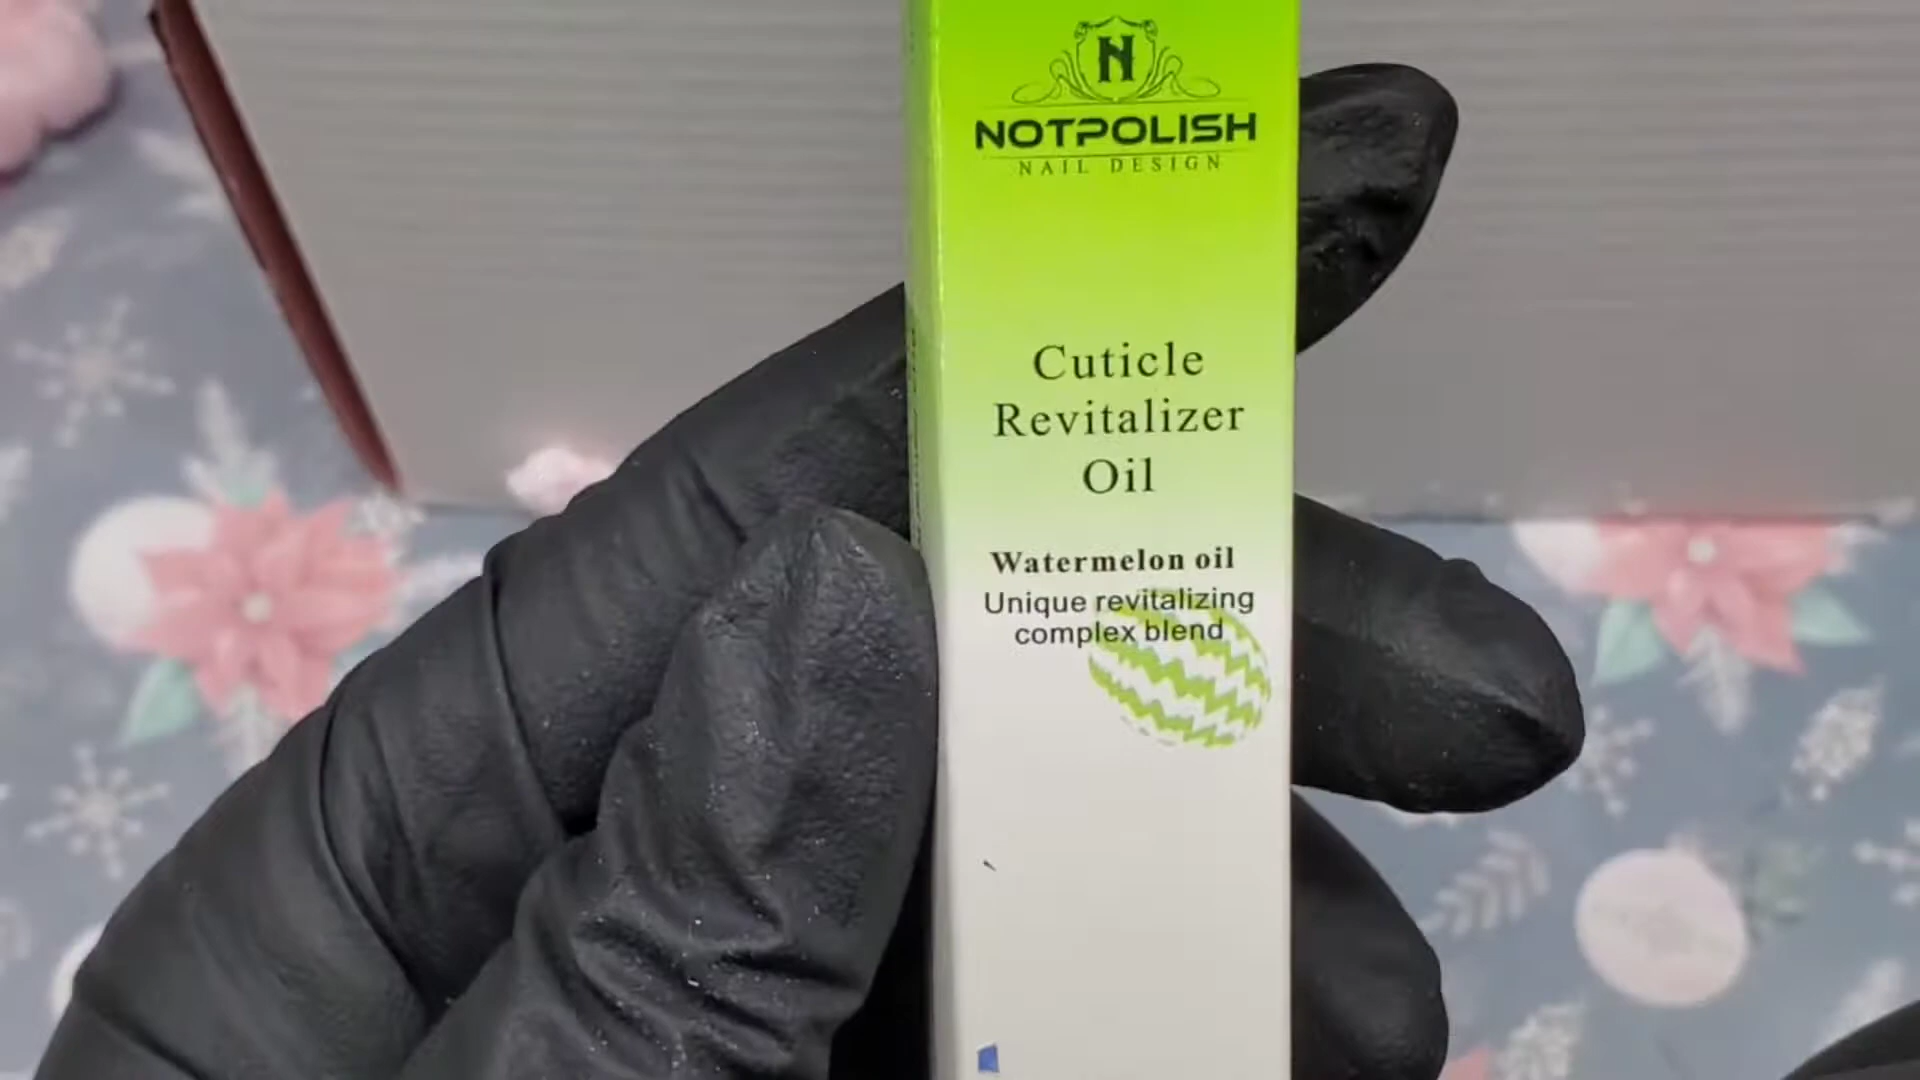 N
NOTPOLISH
NAIL DESIGN
Cuticle
Revitalizer
Oil
Watermelon oil
Unique revitalizing
complex blend